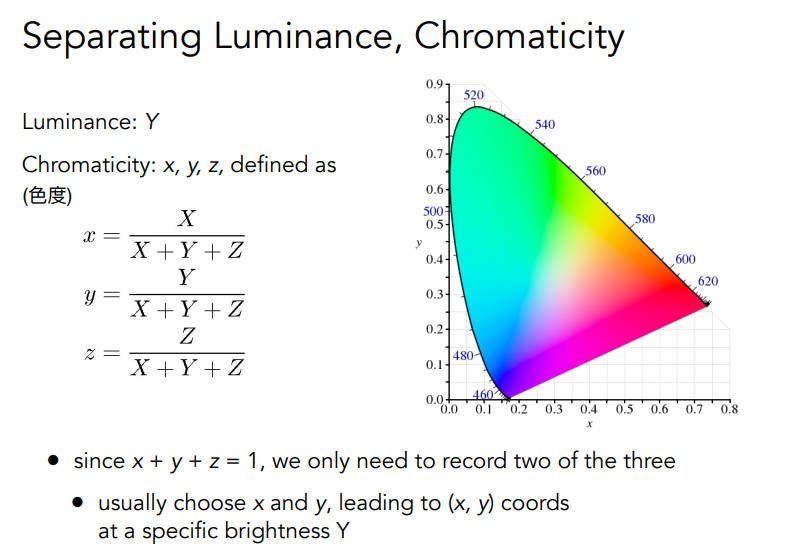 Separating Luminance, Chromaticity
Luminance: Y
Chromaticity: x, y, z, defined as
(色度)
x = X / (X + Y + Z)
y = Y / (X + Y + Z)
z = Z / (X + Y + Z)
0.9
520
0.8
540
0.7
560
0.6
500
580
0.5
y
0.4
600
620
0.3
0.2
480
0.1
460
0.0
0.0 0.1 0.2 0.3 0.4 0.5 0.6 0.7 0.8
x
• since x + y + z = 1, we only need to record two of the three
• usually choose x and y, leading to (x, y) coords
at a specific brightness Y